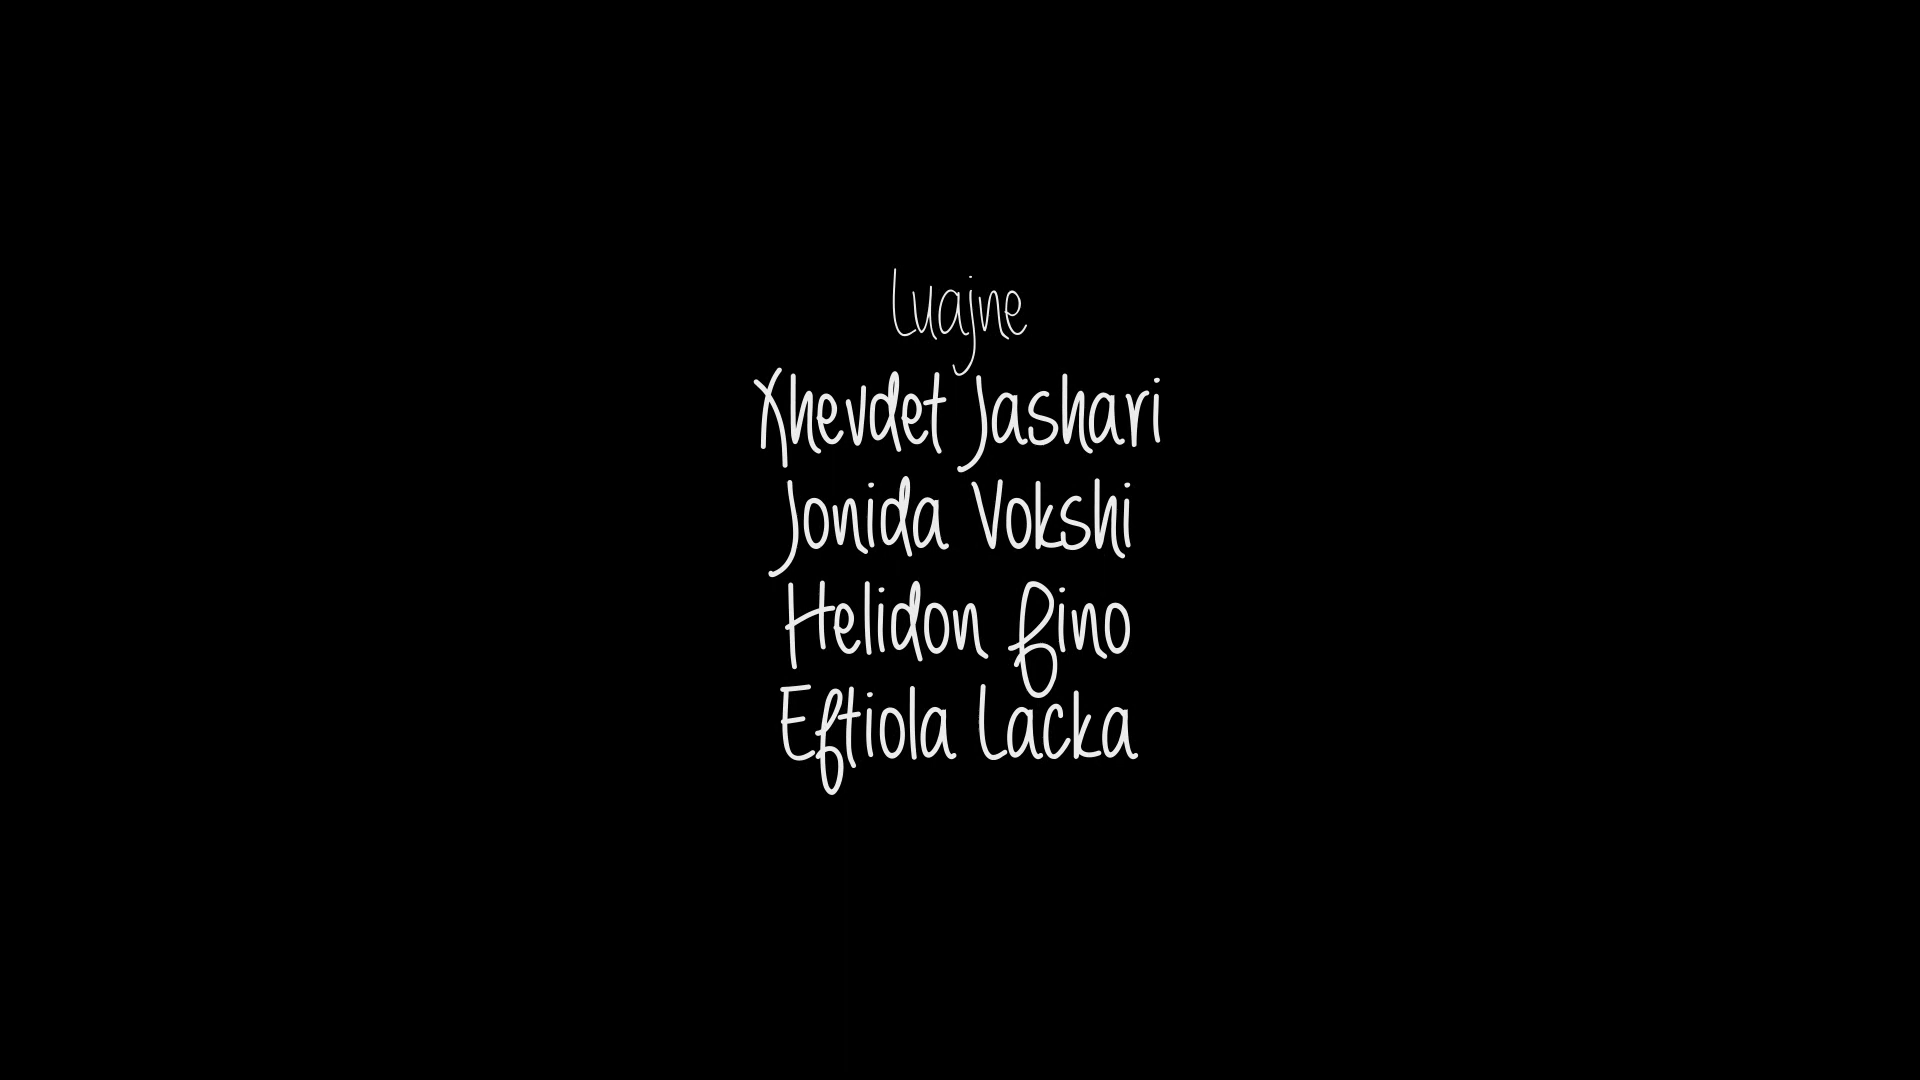 Luajne
Xhevdet Jashari
Jonida Vokshi
Helidon Fino
Eftiola Lacka